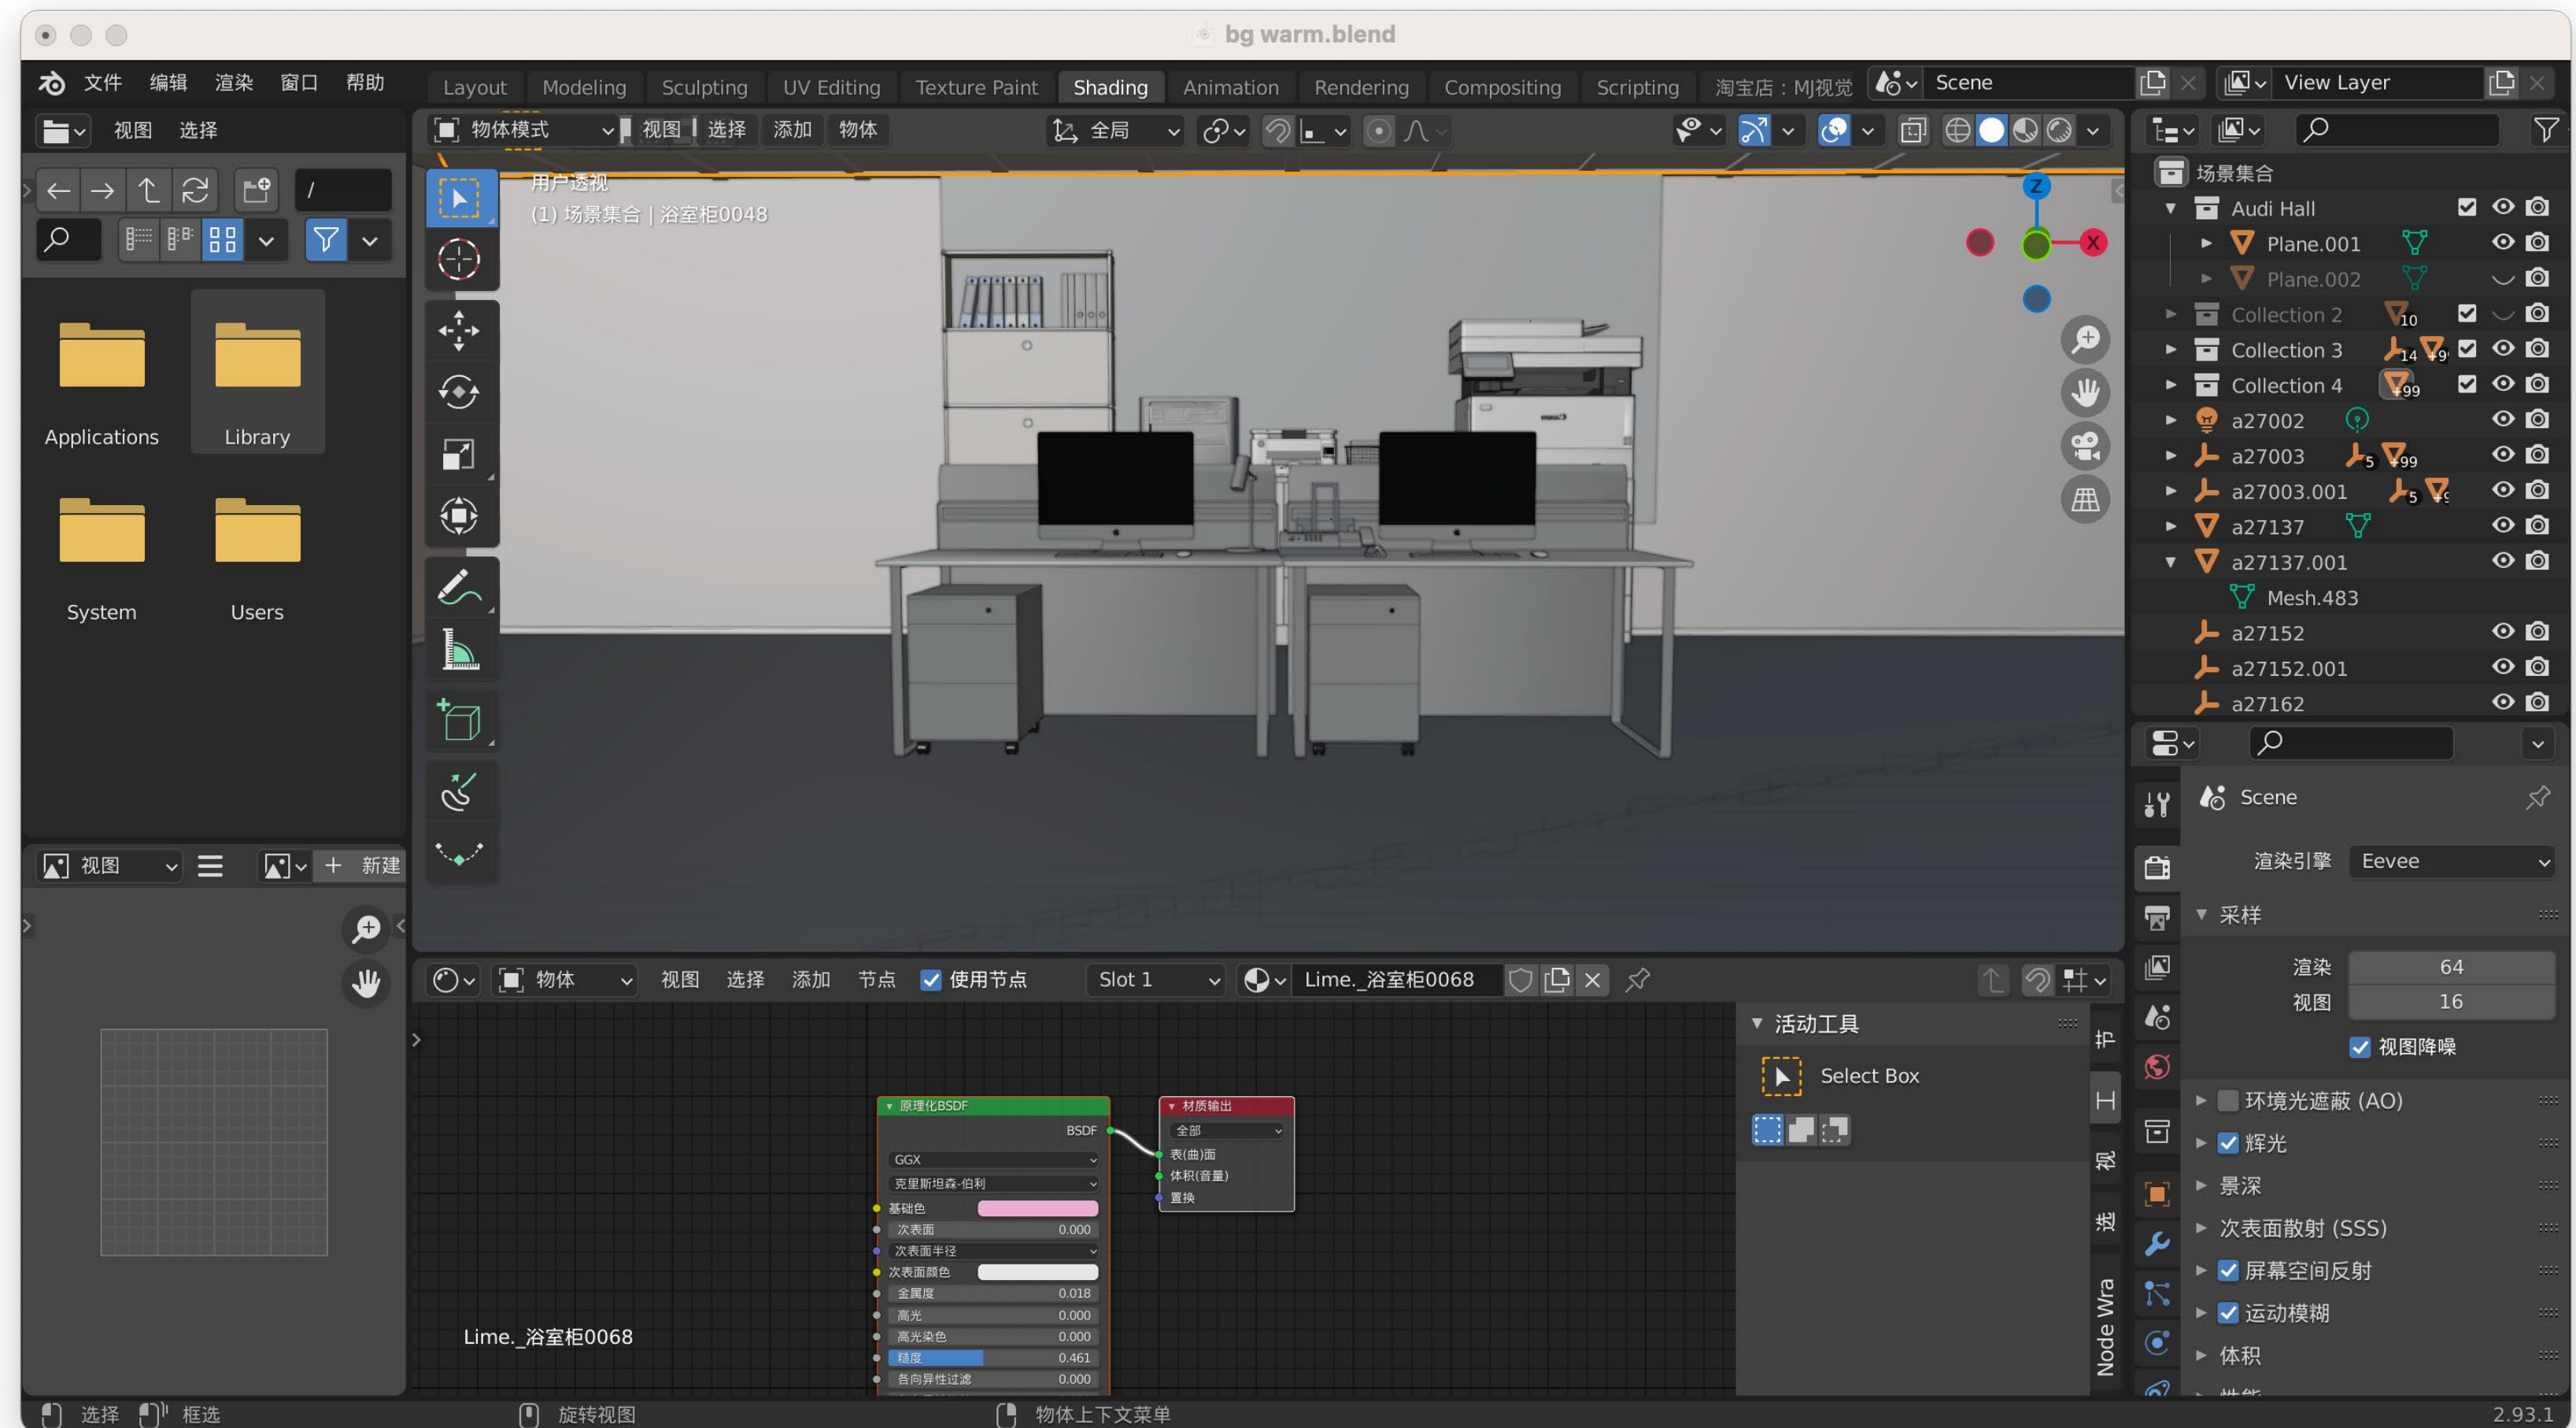 bg warm.blend
文件 编辑 渲染 窗口 帮助 Layout Modeling Sculpting UV Editing Texture Paint Shading Animation Rendering Compositing Scripting 淘宝店：MJ视觉 Scene View Layer
视图 选择
物体模式 视图 选择 添加 物体 全局
/
Applications Library
System Users
用户透视
(1) 场景集合 | 浴室柜0048
Z
X
场景集合
Audi Hall
Plane.001
Plane.002
Collection 2 10
Collection 3 14
Collection 4 +99
a27002
a27003 5 +99
a27003.001 5
a27137
a27137.001
Mesh.483
a27152
a27152.001
a27162
Scene
渲染引擎 Eevee
采样
渲染 64
视图 16
视图降噪
环境光遮蔽 (AO)
辉光
景深
次表面散射 (SSS)
屏幕空间反射
运动模糊
体积
视图 新建
物体 视图 选择 添加 节点 使用节点 Slot 1 Lime._浴室柜0068
原理化BSDF
BSDF
GGX
克里斯坦森-伯利
基础色
次表面 0.000
次表面半径
次表面颜色
金属度 0.018
高光 0.000
高光染色 0.000
糙度 0.461
各向异性过滤 0.000
材质输出
全部
表(曲)面
体积(音量)
置换
Lime._浴室柜0068
活动工具
Select Box
节
工
视
选
Node Wra
选择 框选 旋转视图 物体上下文菜单 2.93.1